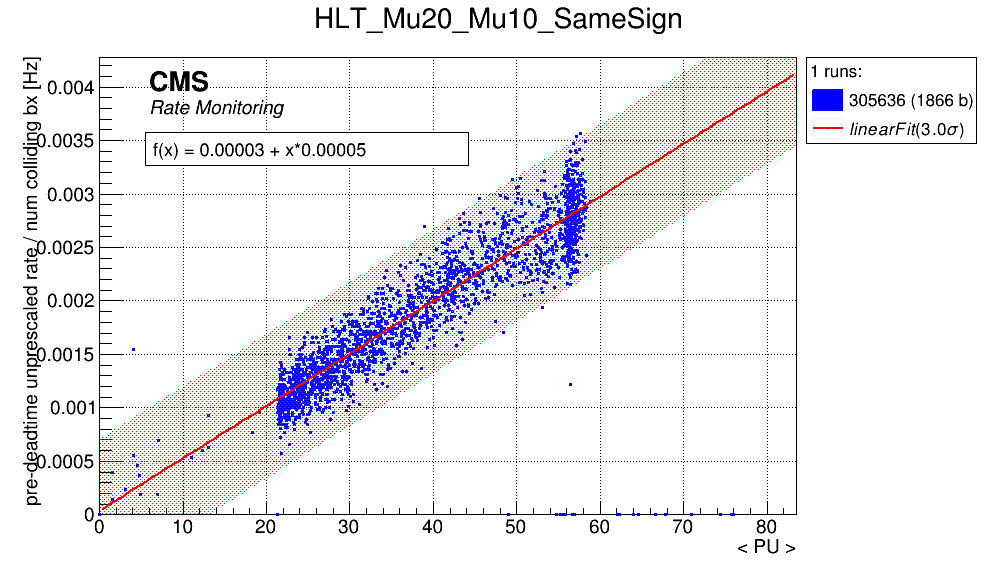 HLT_Mu20_Mu10_SameSign
pre-deadtime unprescaled rate / num colliding bx [Hz]
CMS
Rate Monitoring
f(x) = 0.00003 + x*0.00005
1 runs:
305636 (1866 b)
linearFit(3.0σ)
0.004
0.0035
0.003
0.0025
0.002
0.0015
0.001
0.0005
0
0 10 20 30 40 50 60 70 80
< PU >